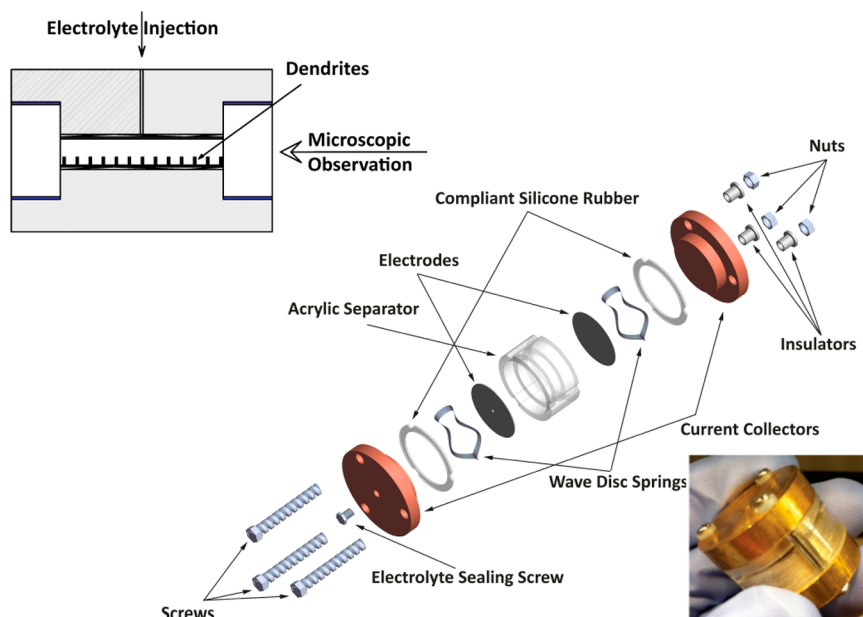 Electrolyte Injection
Dendrites
Microscopic
Observation
Nuts
Compliant Silicone Rubber
Electrodes
Acrylic Separator
Insulators
Current Collectors
Wave Disc Springs
Electrolyte Sealing Screw
Screws